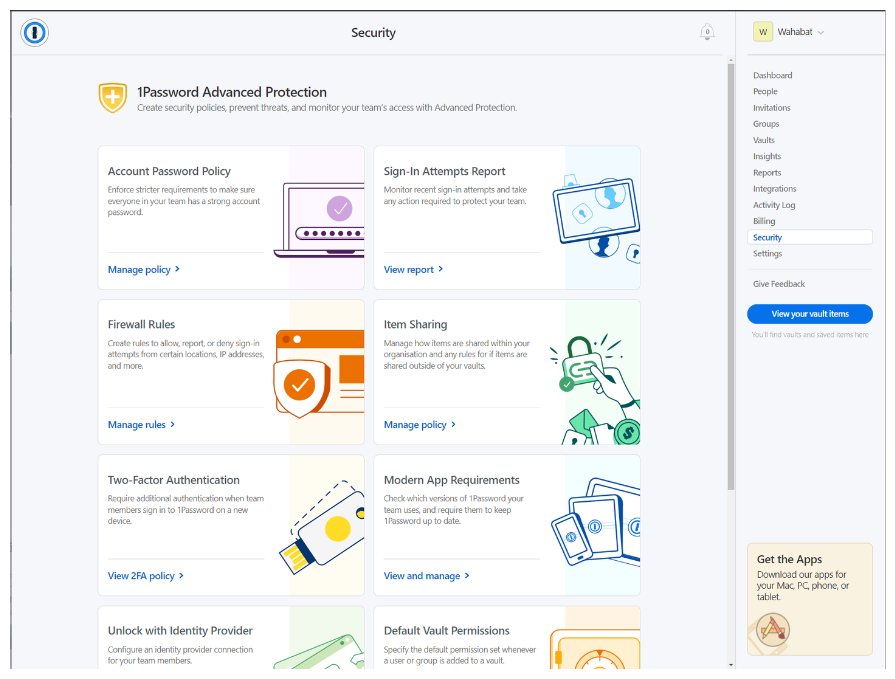 Security
0
W Wahabat
1Password Advanced Protection
Create security policies, prevent threats, and monitor your team's access with Advanced Protection.
Account Password Policy
Enforce stricter requirements to make sure
everyone in your team has a strong account
password.
Manage policy
Sign-In Attempts Report
Monitor recent sign-in attempts and take
any action required to protect your team.
View report
Firewall Rules
Create rules to allow, report, or deny sign-in
attempts from certain locations, IP addresses,
and more.
Manage rules
Item Sharing
Manage how items are shared within your
organisation and any rules for if items are
shared outside of your vaults.
Manage policy
Two-Factor Authentication
Require additional authentication when team
members sign in to 1Password on a new
device.
View 2FA policy
Modern App Requirements
Check which versions of 1Password your
team uses, and require them to keep
1Password up to date.
View and manage
Unlock with Identity Provider
Configure an identity provider connection
for your team members.
Default Vault Permissions
Specify the default permission set whenever
a user or group is added to a vault.
Dashboard
People
Invitations
Groups
Vaults
Insights
Reports
Integrations
Activity Log
Billing
Security
Settings
Give Feedback
View your vault items
You'll find vaults and saved items here
Get the Apps
Download our apps for
your Mac, PC, phone, or
tablet.